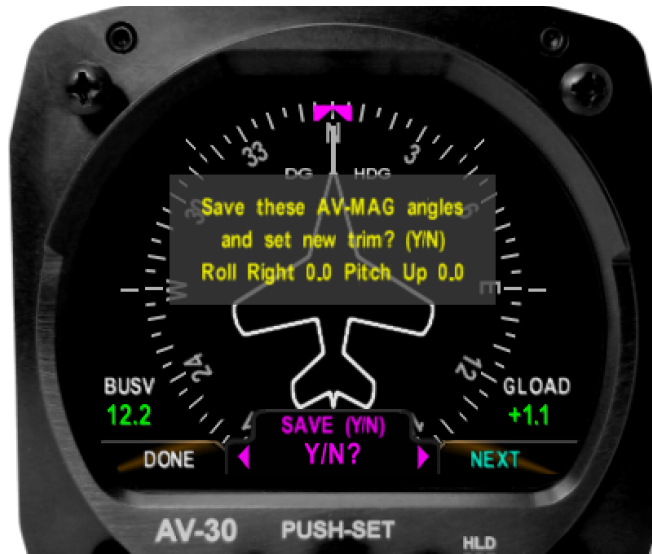 N
33
3
DG
HDG
Save these AV-MAG angles
and set new trim? (Y/N)
Roll Right 0.0 Pitch Up 0.0
W
E
24
12
BUSV
12.2
GLOAD
+1.1
SAVE (Y/N)
Y/N?
DONE
NEXT
AV-30
PUSH-SET
HLD